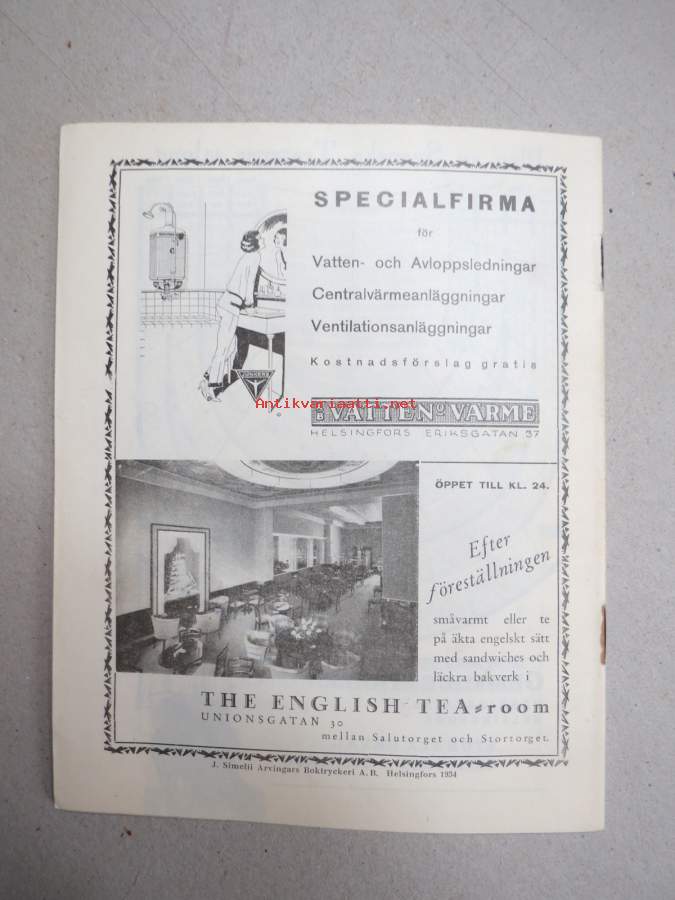 SPECIALFIRMA
för
Vatten- och Avloppsledningar
Centralvärmeanläggningar
Ventilationsanläggningar
Kostnadsförslag gratis
JUNKERS
Antikvariaatti.net
VATTEN O. VÄRME
HELSINGFORS ERIKSGATAN 37
ÖPPET TILL KL. 24.
Efter
föreställningen
småvarmt eller te
på äkta engelskt sätt
med sandwiches och
läckra bakverk i
THE ENGLISH TEA-room
UNIONSGATAN 30
mellan Salutorget och Stortorget.
J. Simelii Arvingars Boktryckeri A.B. Helsingfors 1934